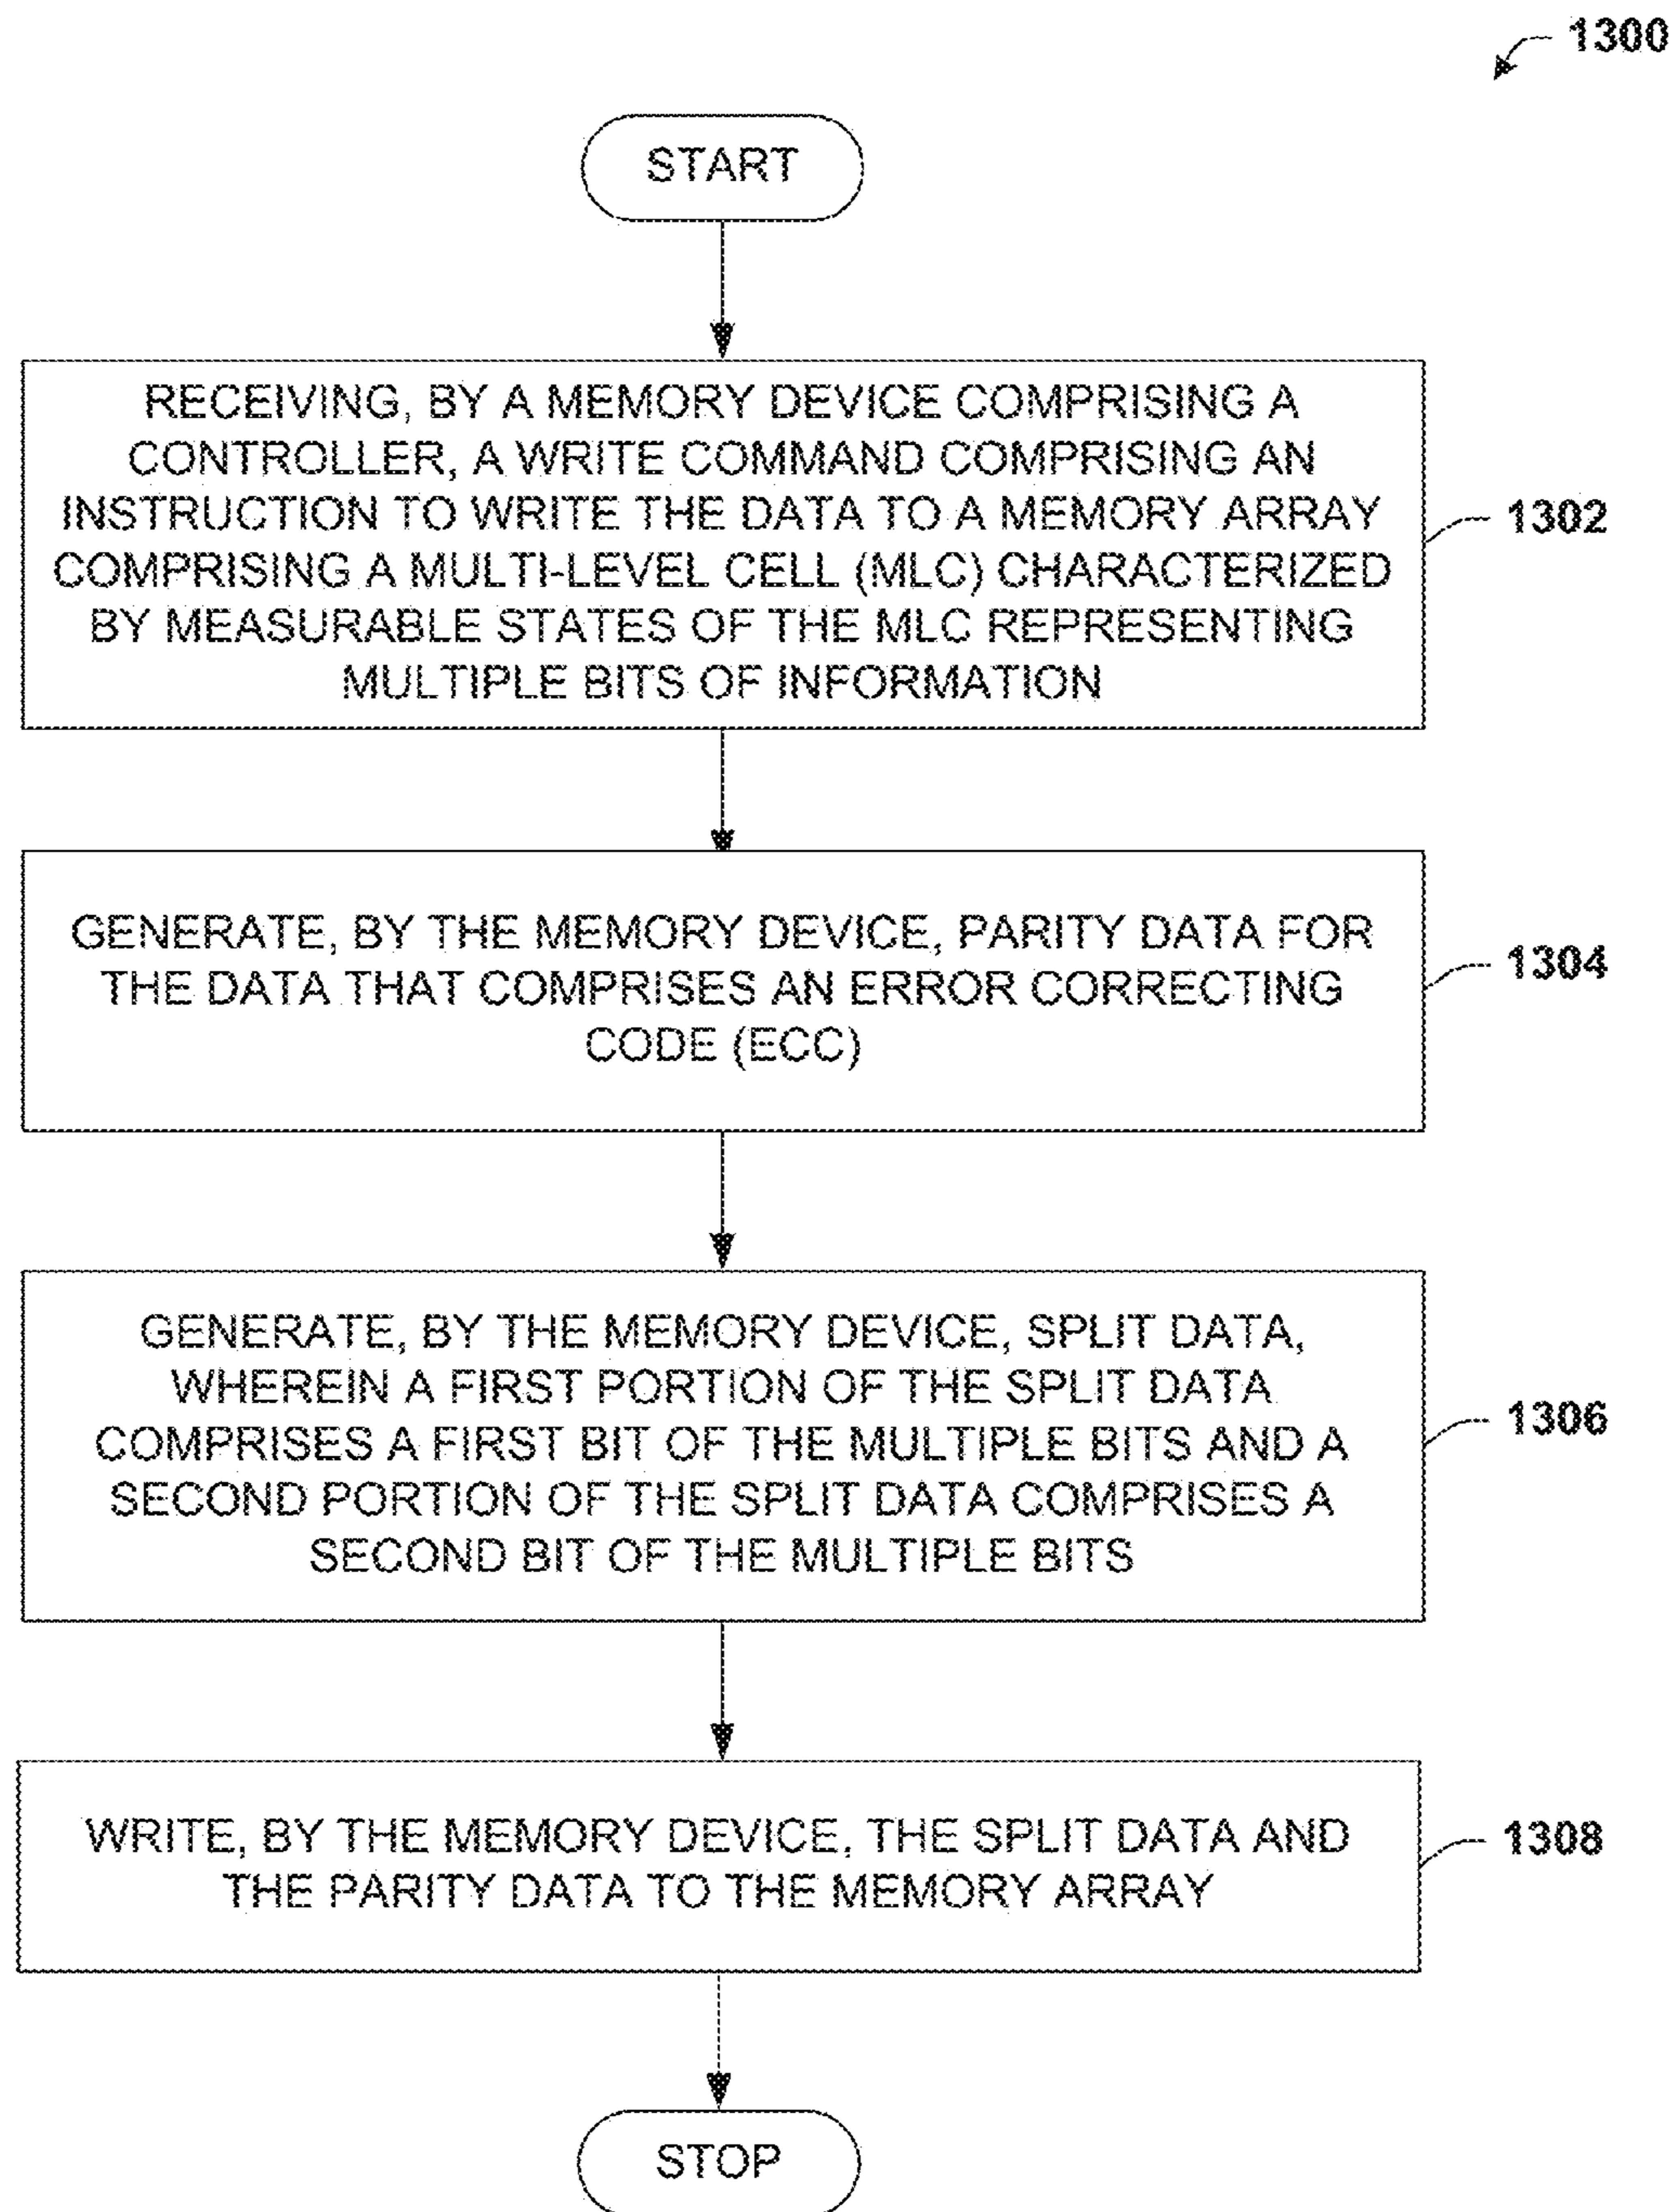 1300
START
RECEIVING, BY A MEMORY DEVICE COMPRISING A
CONTROLLER, A WRITE COMMAND COMPRISING AN
INSTRUCTION TO WRITE THE DATA TO A MEMORY ARRAY
COMPRISING A MULTI-LEVEL CELL (MLC) CHARACTERIZED
BY MEASURABLE STATES OF THE MLC REPRESENTING
MULTIPLE BITS OF INFORMATION
1302
GENERATE, BY THE MEMORY DEVICE, PARITY DATA FOR
THE DATA THAT COMPRISES AN ERROR CORRECTING
CODE (ECC)
1304
GENERATE, BY THE MEMORY DEVICE, SPLIT DATA,
WHEREIN A FIRST PORTION OF THE SPLIT DATA
COMPRISES A FIRST BIT OF THE MULTIPLE BITS AND A
SECOND PORTION OF THE SPLIT DATA COMPRISES A
SECOND BIT OF THE MULTIPLE BITS
1306
WRITE, BY THE MEMORY DEVICE, THE SPLIT DATA AND
THE PARITY DATA TO THE MEMORY ARRAY
1308
STOP